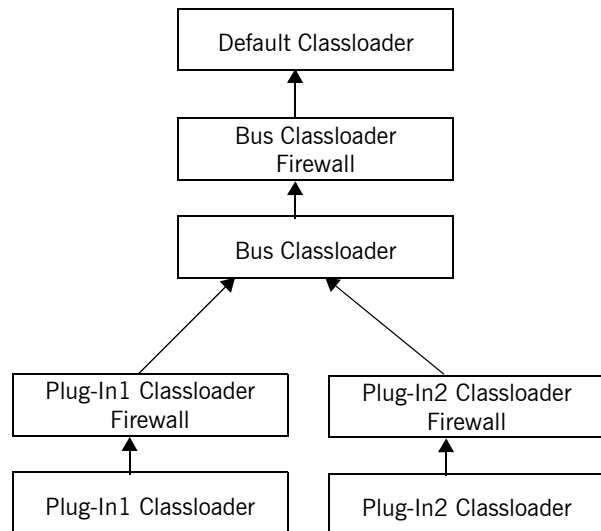 Default Classloader
Bus Classloader
Firewall
Bus Classloader
Plug-In1 Classloader
Firewall
Plug-In2 Classloader
Firewall
Plug-In1 Classloader
Plug-In2 Classloader